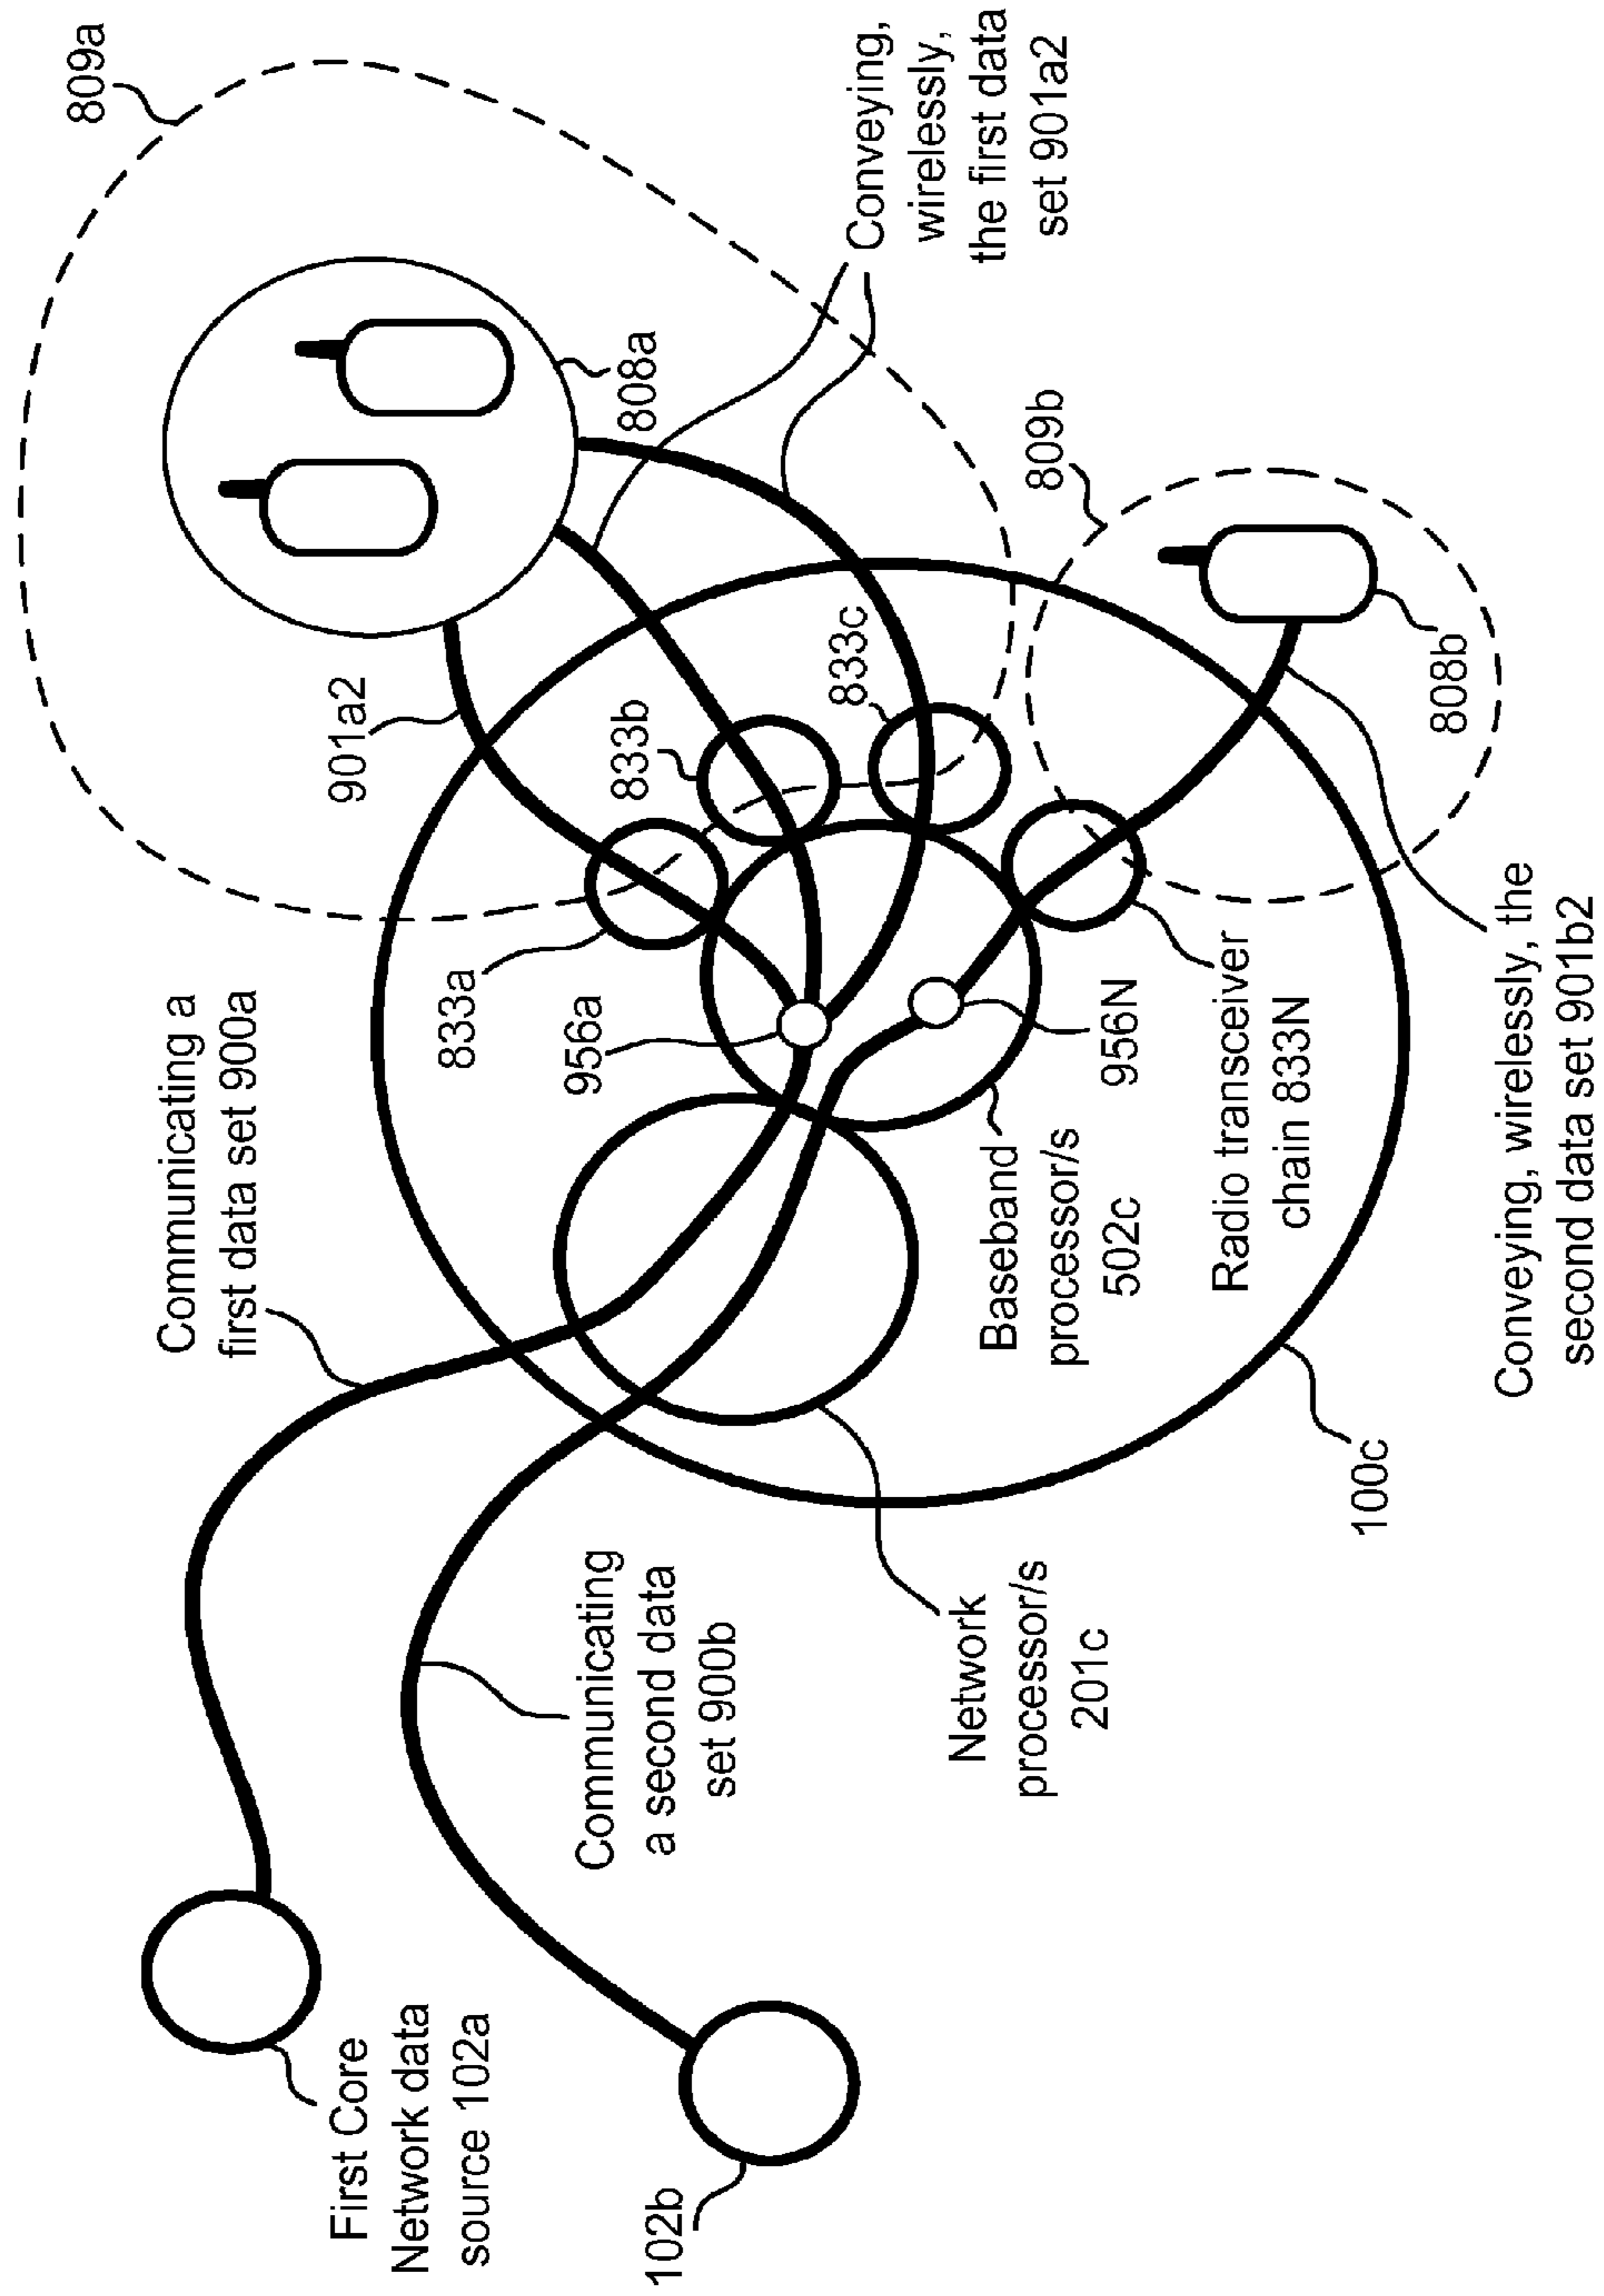 First Core
Network data
source 102a
102b
Communicating a
first data set 900a
Communicating
a second data
set 900b
Network
processor/s
201c
100c
Baseband
processor/s
502c
956a
956N
Radio transceiver
chain 833N
833a
833b
833c
901a2
809a
808a
Conveying,
wirelessly,
the first data
set 901a2
809b
808b
Conveying, wirelessly, the
second data set 901b2